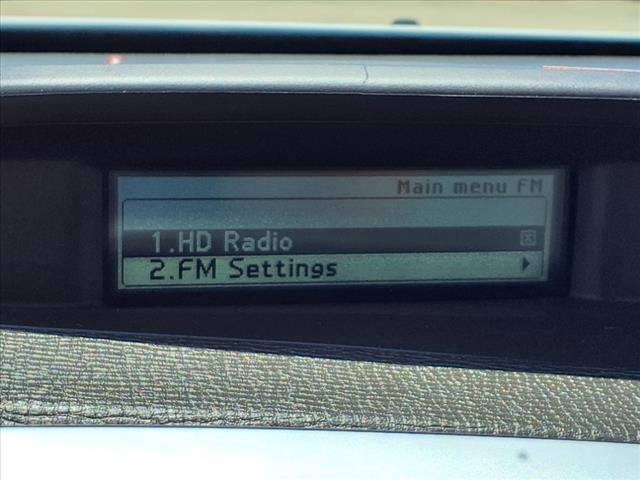 Main menu FM
1.HD Radio
2.FM Settings